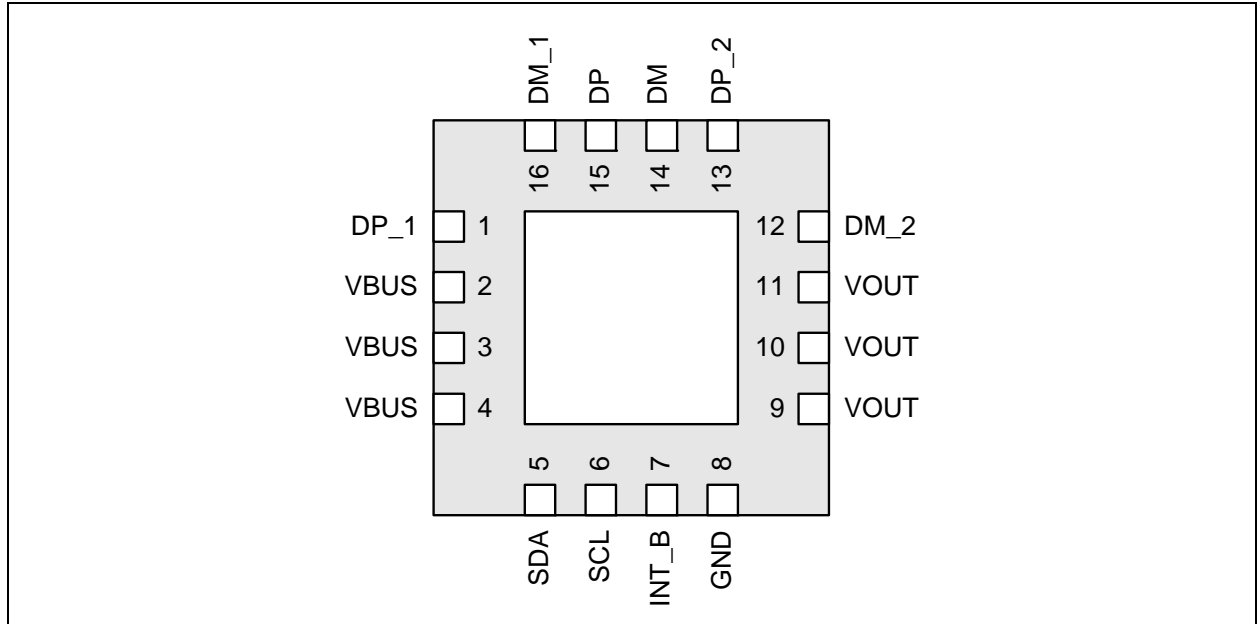 DM_1 DP DM DP_2
16 15 14 13
DP_1 1 12 DM_2
VBUS 2 11 VOUT
VBUS 3 10 VOUT
VBUS 4 9 VOUT
5 6 7 8
SDA SCL INT_B GND